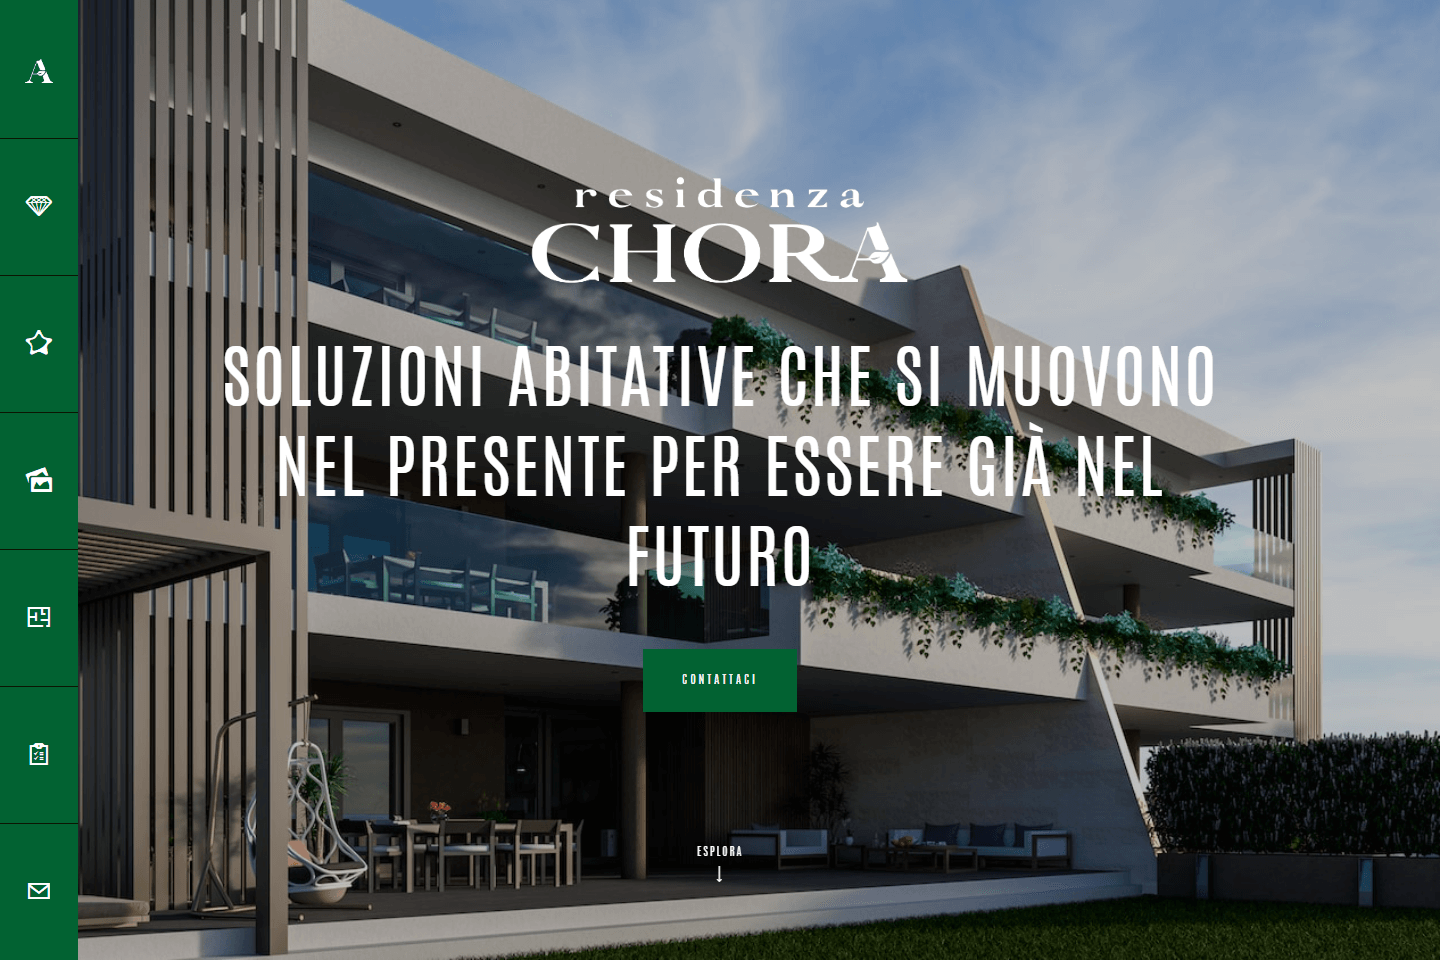 residenza
CHORA
SOLUZIONI ABITATIVE CHE SI MUOVONO
NEL PRESENTE PER ESSERE GIÀ NEL
FUTURO
CONTATTACI
ESPLORA